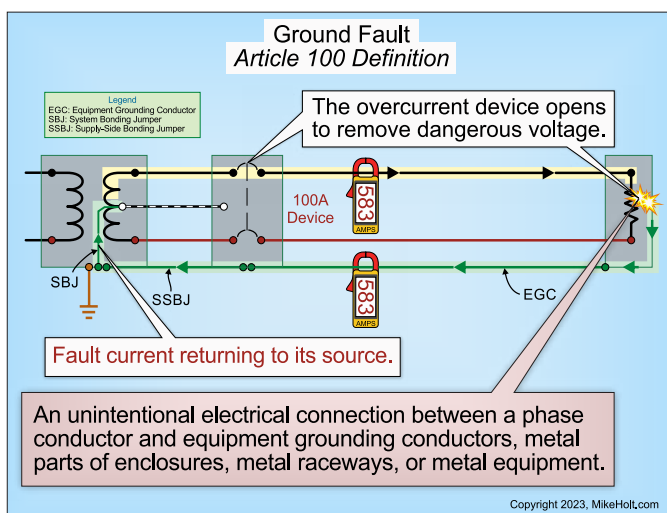 Ground Fault
Article 100 Definition
Legend
EGC: Equipment Grounding Conductor
SBJ: System Bonding Jumper
SSBJ: Supply-Side Bonding Jumper
The overcurrent device opens
to remove dangerous voltage.
100A
Device
583
AMPS
583
AMPS
SBJ
SSBJ
EGC
Fault current returning to its source.
An unintentional electrical connection between a phase
conductor and equipment grounding conductors, metal
parts of enclosures, metal raceways, or metal equipment.
Copyright 2023, MikeHolt.com